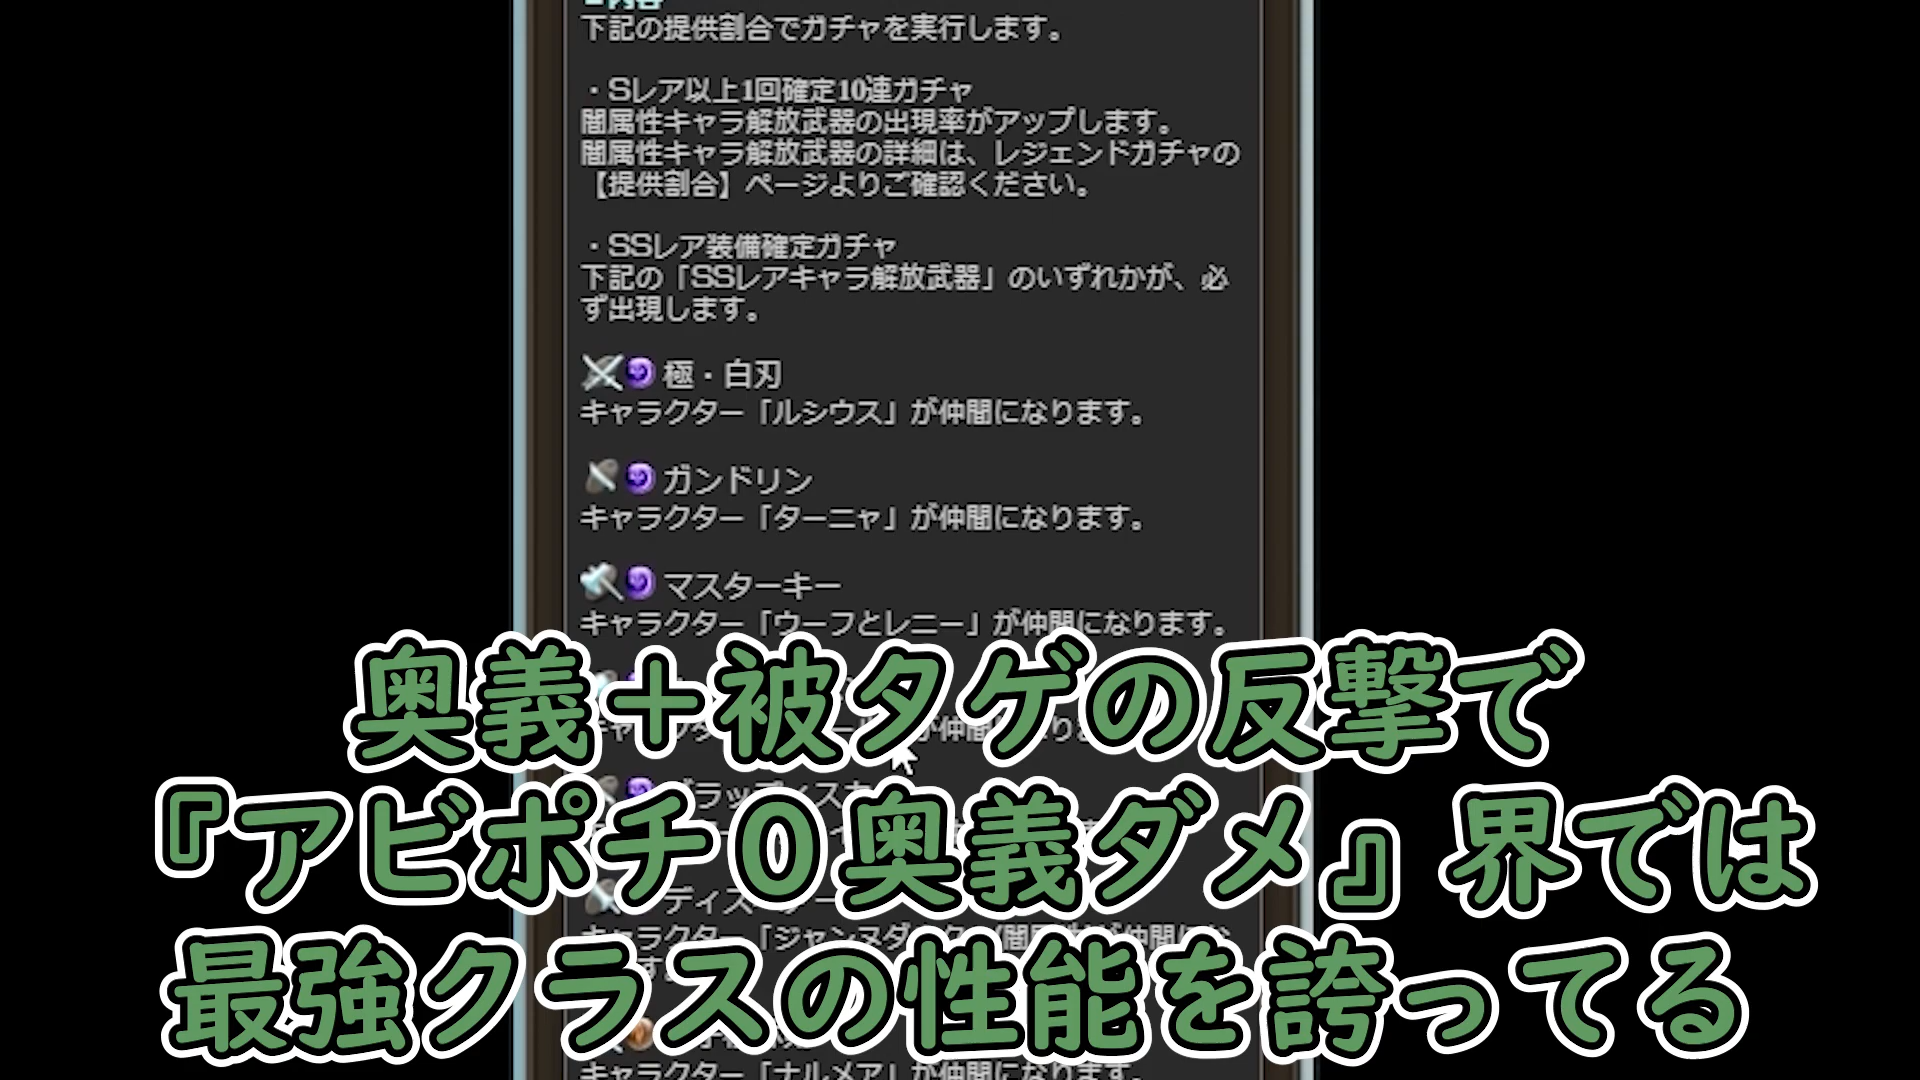 ■内容
下記の提供割合でガチャを実行します。
・Sレア以上1回確定10連ガチャ
闇属性キャラ解放武器の出現率がアップします。
闇属性キャラ解放武器の詳細は、レジェンドガチャの
【提供割合】ページよりご確認ください。
・SSレア装備確定ガチャ
下記の「SSレアキャラ解放武器」のいずれかが、必
ず出現します。
極・白刃
キャラクター「ルシウス」が仲間になります。
ガンドリン
キャラクター「ターニャ」が仲間になります。
マスターキー
キャラクター「ウーフとレニー」が仲間になります。
奥義＋被タゲの反撃で
『アビポチ０奥義ダメ』界では
最強クラスの性能を誇ってる
キャラクター「ナルメア」が仲間になります。